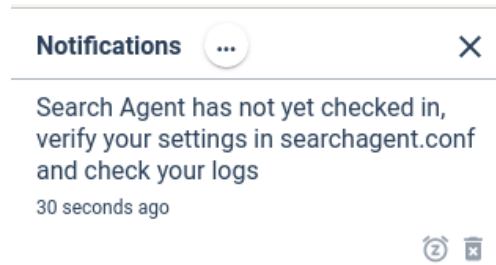 Notifications ...
Search Agent has not yet checked in,
verify your settings in searchagent.conf
and check your logs
30 seconds ago